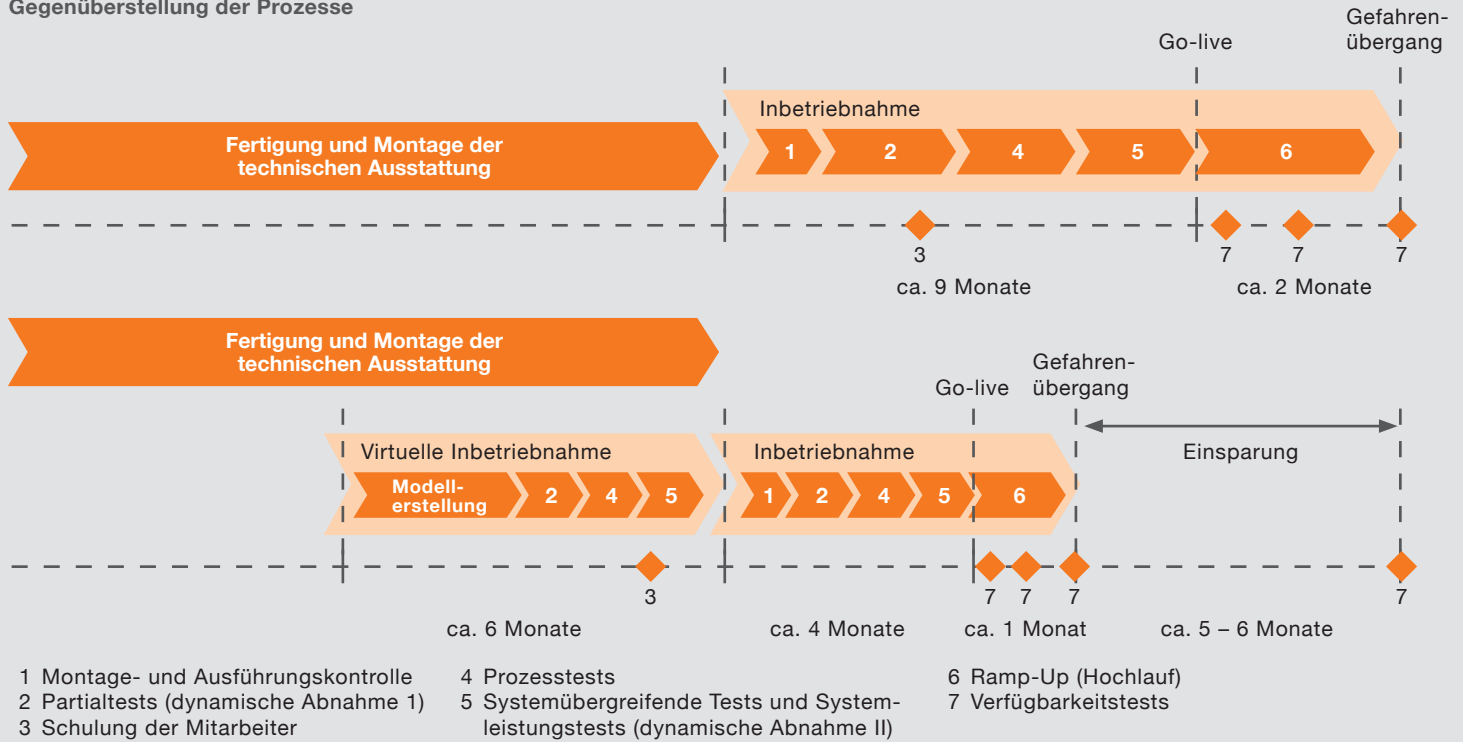 Gegenüberstellung der Prozesse
Gefahren-
übergang
Go-live
Inbetriebnahme
Fertigung und Montage der
technischen Ausstattung
1 2 4 5 6
3 7 7 7
ca. 9 Monate ca. 2 Monate
Fertigung und Montage der
technischen Ausstattung
Gefahren-
übergang
Go-live
Virtuelle Inbetriebnahme Inbetriebnahme Einsparung
Modell-
erstellung
2 4 5 1 2 4 5 6
3 7 7 7 7
ca. 6 Monate ca. 4 Monate ca. 1 Monat ca. 5 – 6 Monate
1 Montage- und Ausführungskontrolle
2 Partialtests (dynamische Abnahme 1)
3 Schulung der Mitarbeiter
4 Prozesstests
5 Systemübergreifende Tests und System-
leistungstests (dynamische Abnahme II)
6 Ramp-Up (Hochlauf)
7 Verfügbarkeitstests